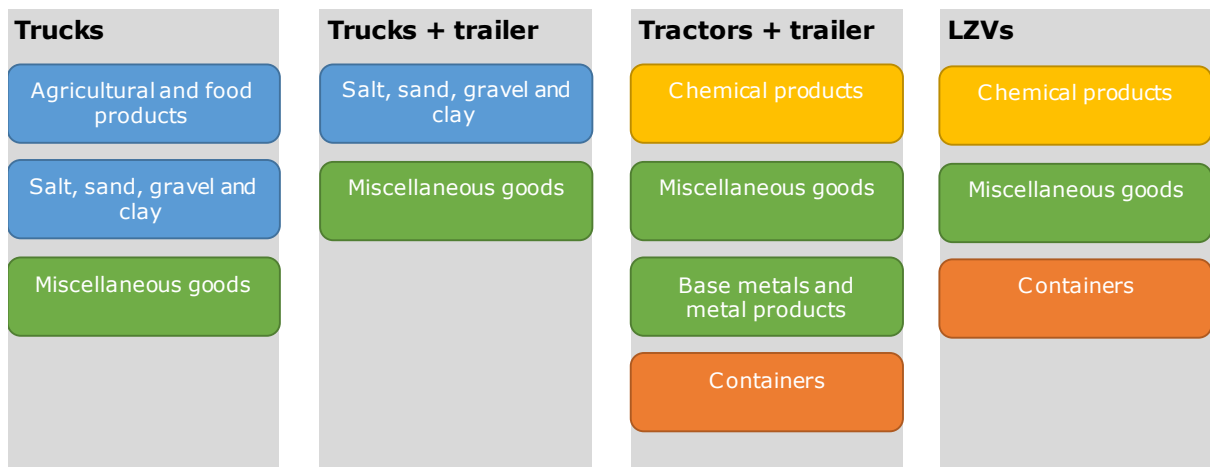 Trucks
Agricultural and food
products
Salt, sand, gravel and
clay
Miscellaneous goods
Trucks + trailer
Salt, sand, gravel and
clay
Miscellaneous goods
Tractors + trailer
Chemical products
Miscellaneous goods
Base metals and
metal products
Containers
LZVs
Chemical products
Miscellaneous goods
Containers